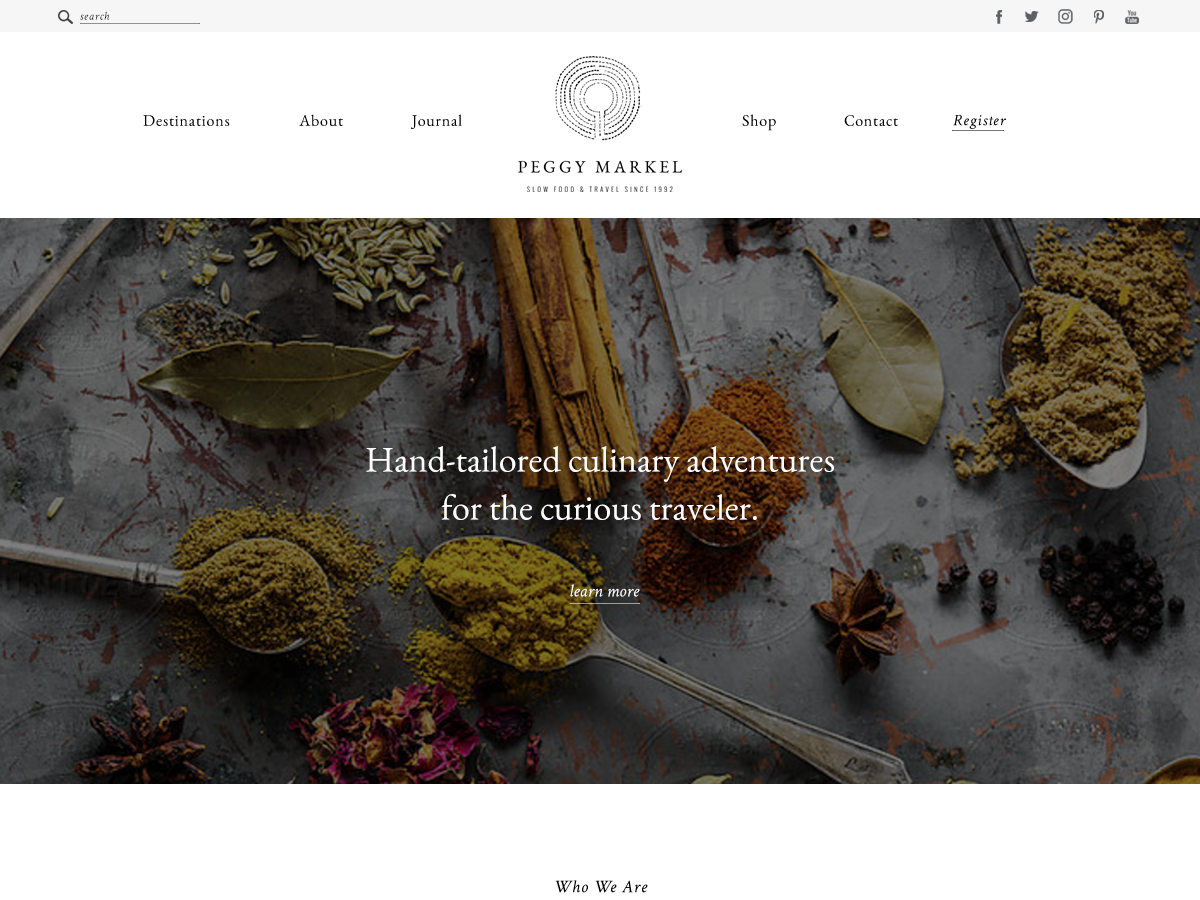 search
Destinations
About
Journal
PEGGY MARKEL
SLOW FOOD & TRAVEL SINCE 1992
Shop
Contact
Register
Hand-tailored culinary adventures
for the curious traveler.
learn more
Who We Are